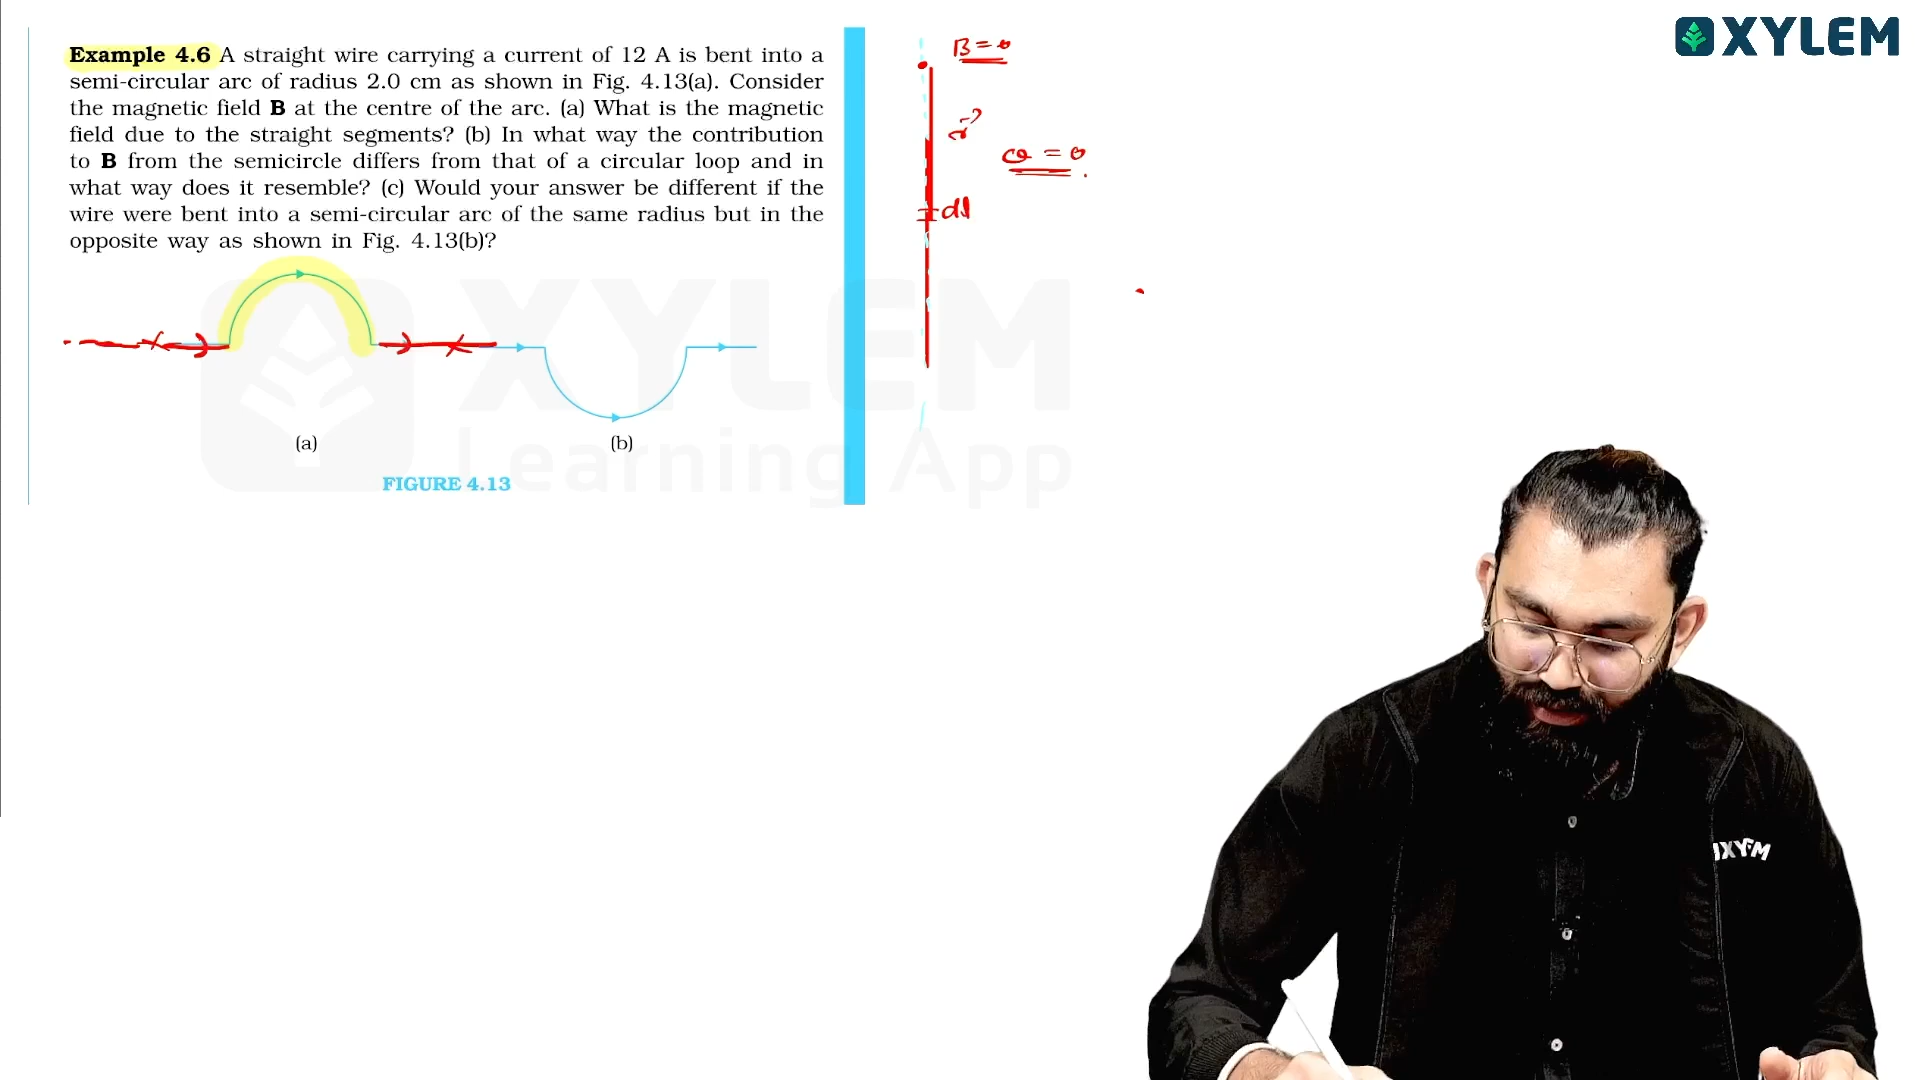 Example 4.6 A straight wire carrying a current of 12 A is bent into a
semi-circular arc of radius 2.0 cm as shown in Fig. 4.13(a). Consider
the magnetic field B at the centre of the arc. (a) What is the magnetic
field due to the straight segments? (b) In what way the contribution
to B from the semicircle differs from that of a circular loop and in
what way does it resemble? (c) Would your answer be different if the
wire were bent into a semi-circular arc of the same radius but in the
opposite way as shown in Fig. 4.13(b)?
(a)
(b)
FIGURE 4.13
B = 0
r
= 0
dl
XYLEM
XYLEM
Learning App